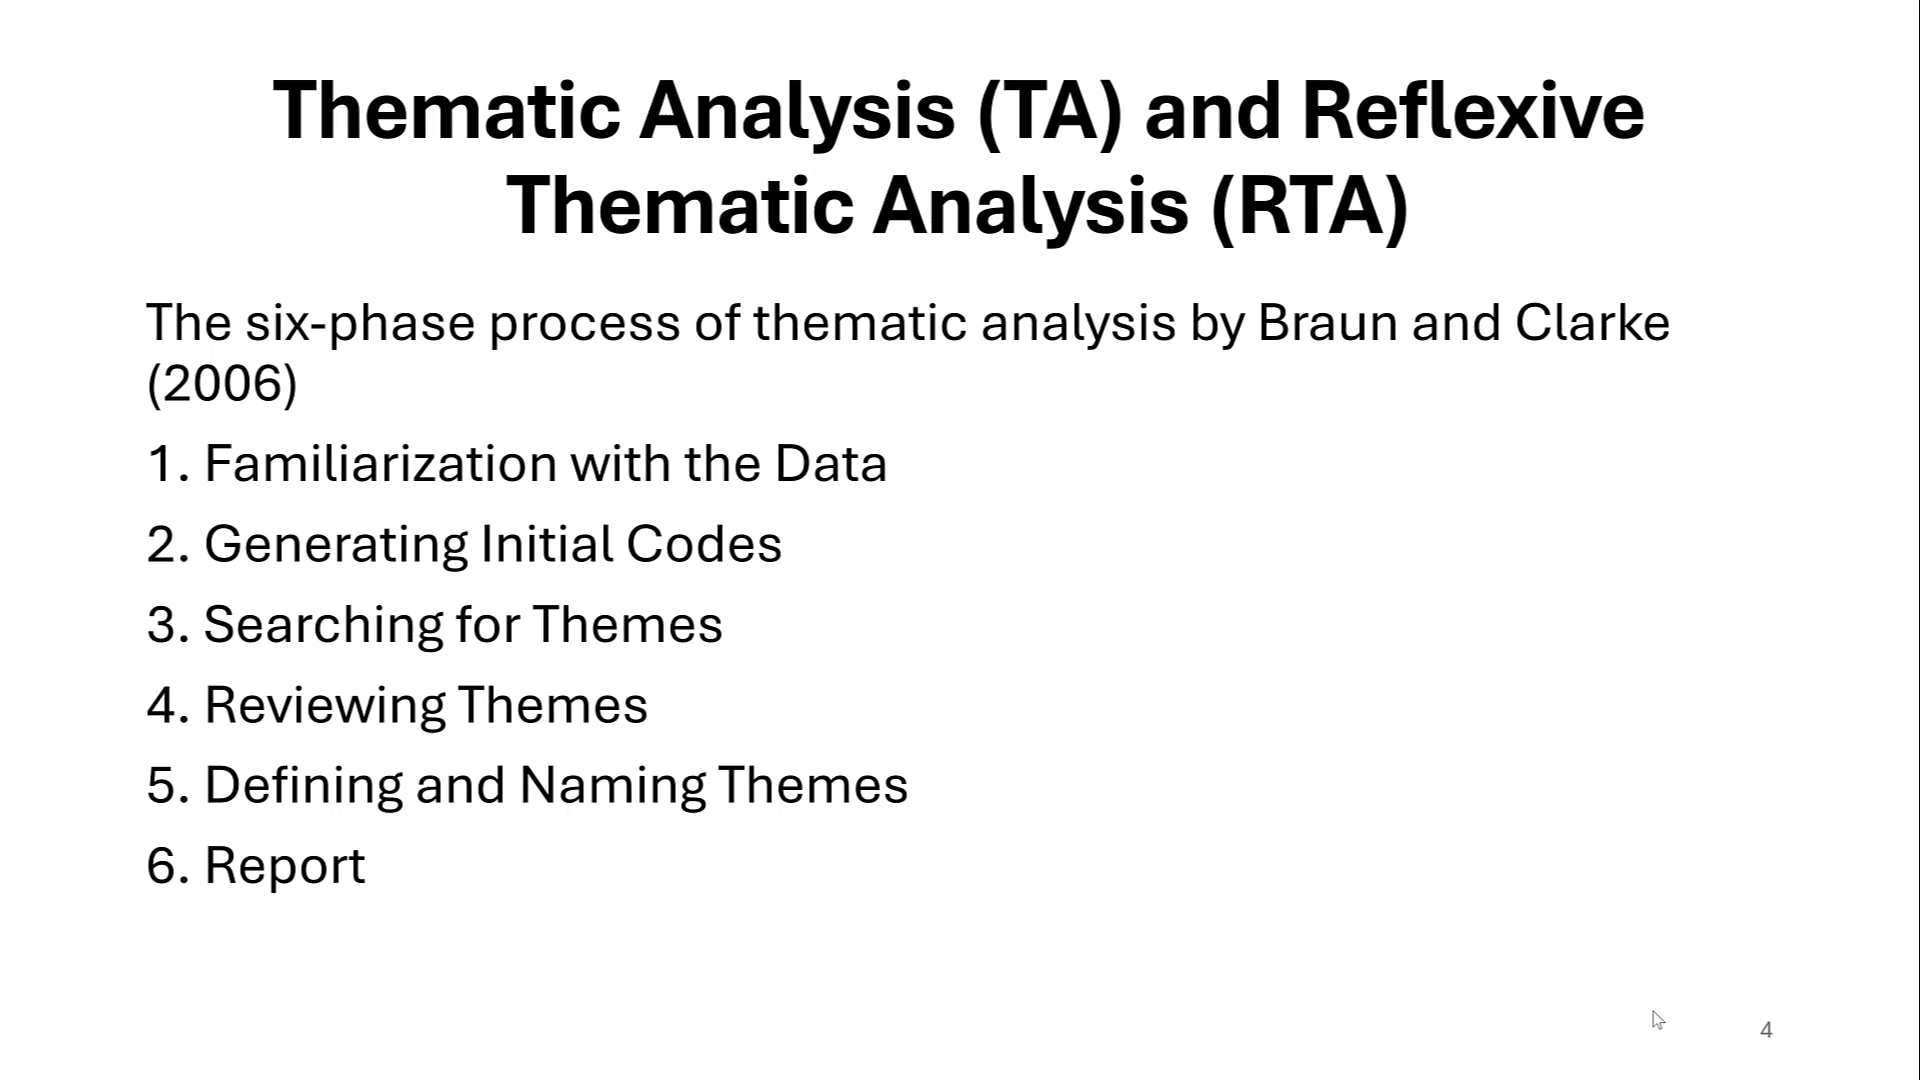 Thematic Analysis (TA) and Reflexive
Thematic Analysis (RTA)
The six-phase process of thematic analysis by Braun and Clarke
(2006)
1. Familiarization with the Data
2. Generating Initial Codes
3. Searching for Themes
4. Reviewing Themes
5. Defining and Naming Themes
6. Report
4